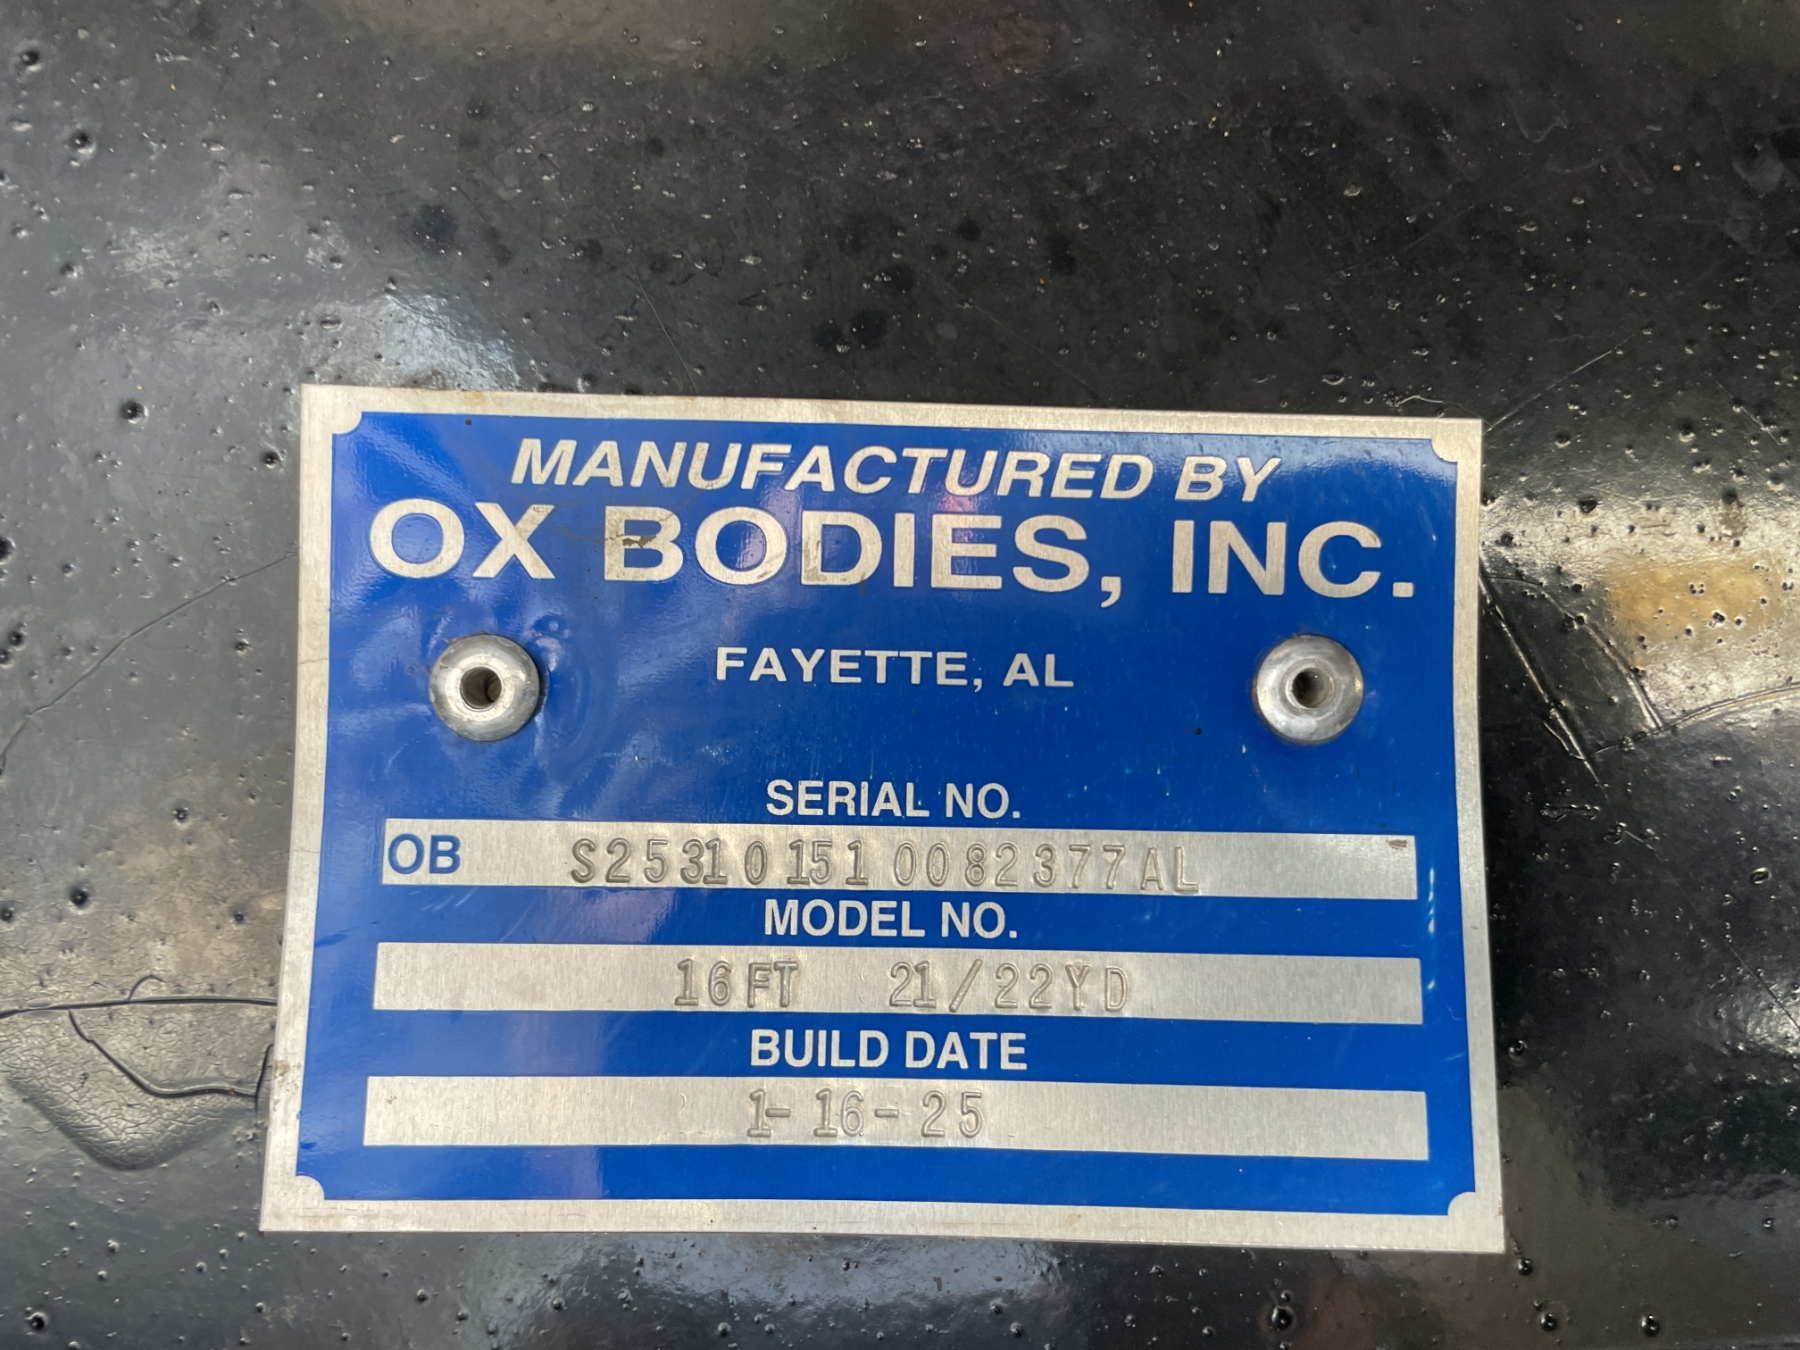 MANUFACTURED BY
OX BODIES, INC.
FAYETTE, AL
SERIAL NO.
OB S25310151 0082377AL
MODEL NO.
16FT 21/22YD
BUILD DATE
1-16-25